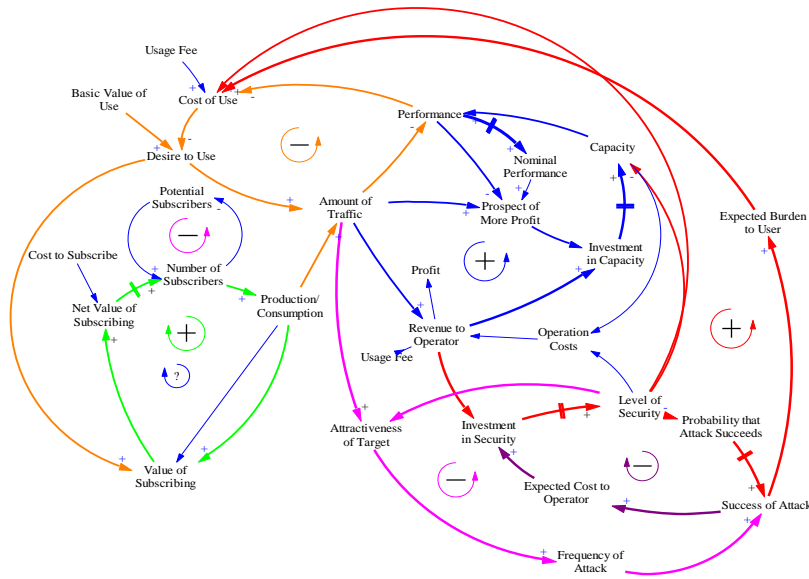 Usage Fee
Basic Value of
Use
Cost of Use
Performance
Desire to Use
Nominal
Performance
Capacity
Potential
Subscribers
Amount of
Traffic
Prospect of
More Profit
Expected Burden
to User
Cost to Subscribe
Number of
Subscribers
Investment
in Capacity
Profit
Net Value of
Subscribing
Production/
Consumption
Revenue to
Operator
Operation
Costs
Usage Fee
?
Level of
Security
Probability that
Attack Succeeds
Attractiveness
of Target
Investment
in Security
Value of
Subscribing
Expected Cost to
Operator
Success of Attack
Frequency of
Attack